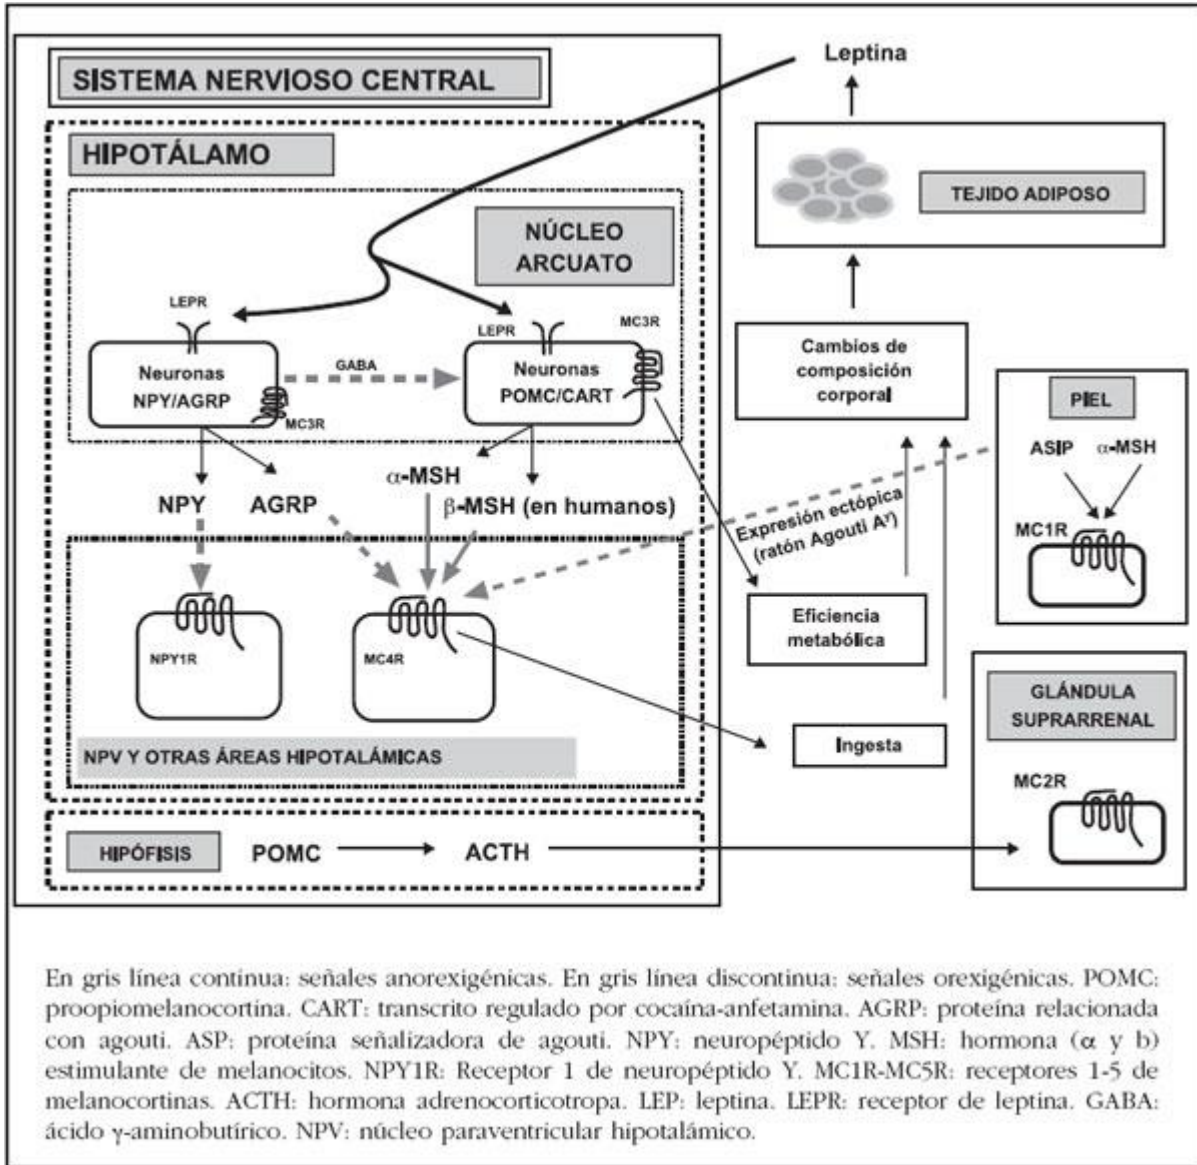 Leptina
SISTEMA NERVIOSO CENTRAL
HIPOTÁLAMO
TEJIDO ADIPOSO
NÚCLEO
ARCUATO
LEPR
LEPR
MC3R
Neuronas
NPY/AGRP
MC3R
GABA
Neuronas
POMC/CART
Cambios de
composición
corporal
PIEL
ASIP
α-MSH
MC1R
NPY
AGRP
α-MSH
β-MSH (en humanos)
Expresión ectópica
(ratón Agouti Aʸ)
NPY1R
MC4R
Eficiencia
metabólica
NPV Y OTRAS ÁREAS HIPOTALÁMICAS
Ingesta
GLÁNDULA
SUPRARRENAL
MC2R
HIPÓFISIS
POMC
ACTH
En gris línea continua: señales anorexigénicas. En gris línea discontinua: señales orexigénicas. POMC:
proopiomelanocortina. CART: transcrito regulado por cocaína-anfetamina. AGRP: proteína relacionada
con agouti. ASP: proteína señalizadora de agouti. NPY: neuropéptido Y. MSH: hormona (α y b)
estimulante de melanocitos. NPY1R: Receptor 1 de neuropéptido Y. MC1R-MC5R: receptores 1-5 de
melanocortinas. ACTH: hormona adrenocorticotropa. LEP: leptina. LEPR: receptor de leptina. GABA:
ácido γ-aminobutírico. NPV: núcleo paraventricular hipotalámico.